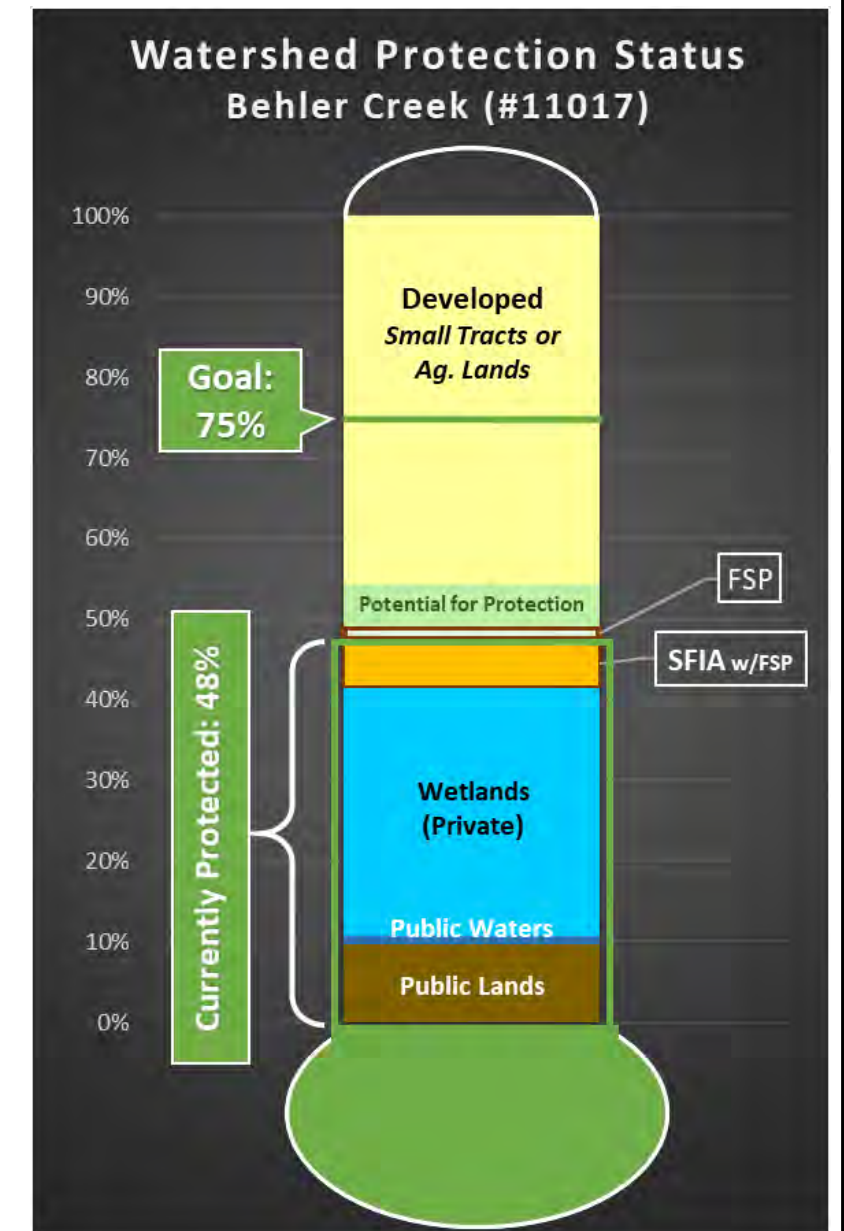 Watershed Protection Status
Behler Creek (#11017)
100%
90%
80%
70%
60%
50%
40%
30%
20%
10%
0%
Goal:
75%
Currently Protected: 48%
Developed
Small Tracts or
Ag. Lands
Potential for Protection
FSP
SFIA w/FSP
Wetlands
(Private)
Public Waters
Public Lands